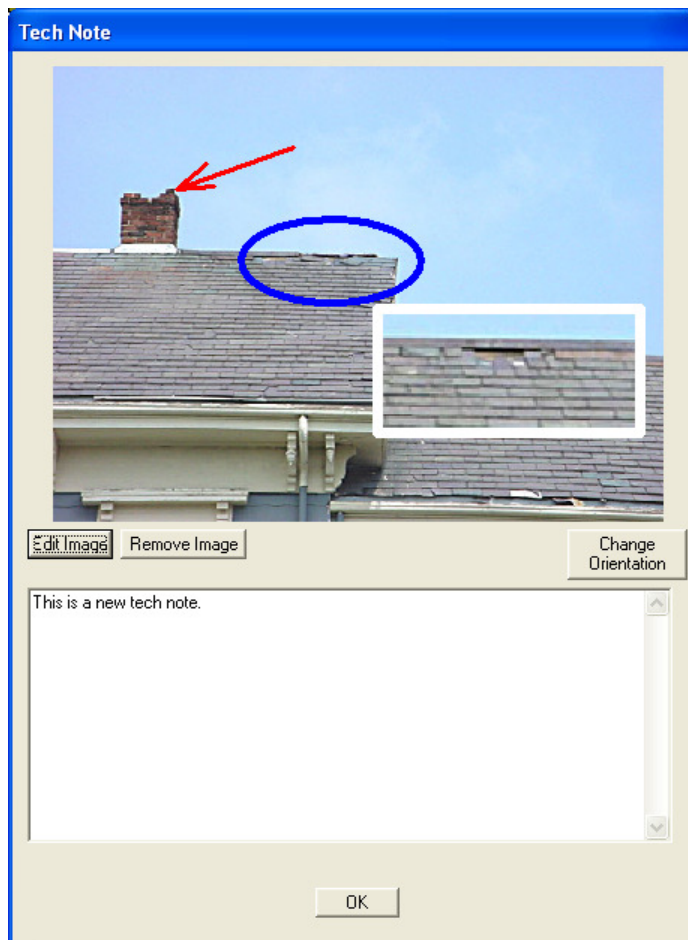 Tech Note
Edit Image
Remove Image
Change
Orientation
This is a new tech note.
OK